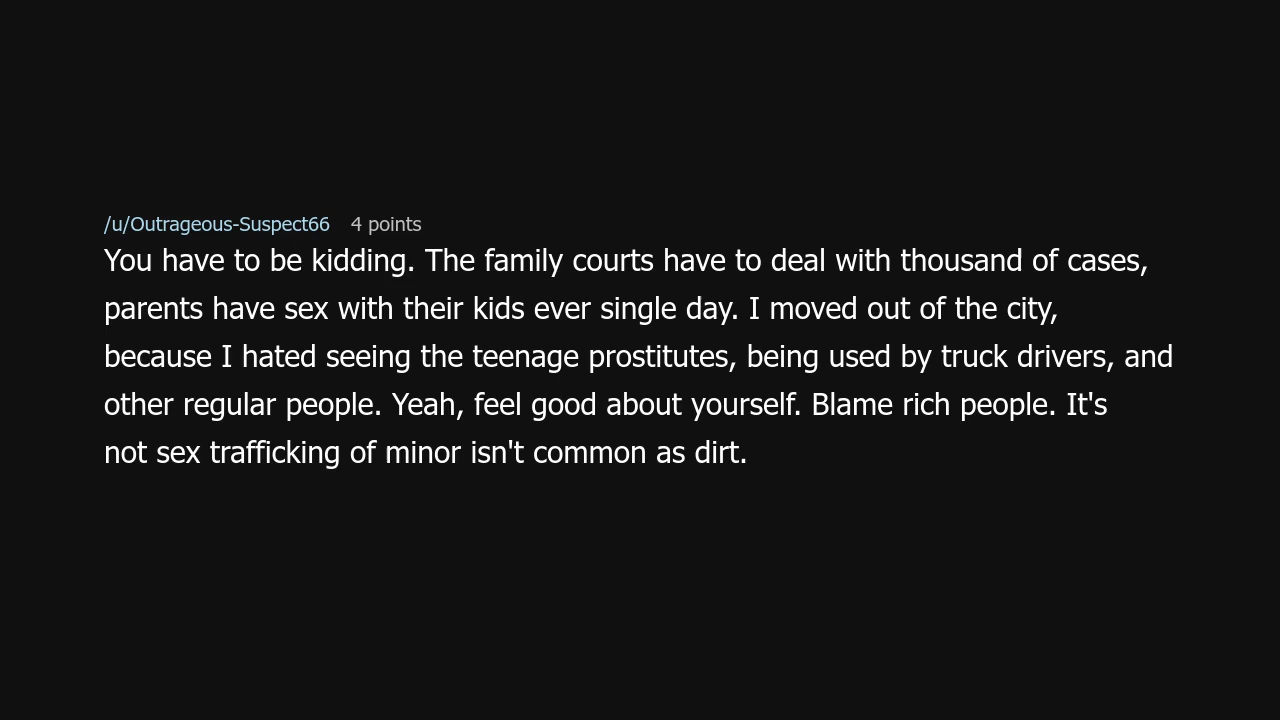 /u/Outrageous-Suspect66 4 points
You have to be kidding. The family courts have to deal with thousand of cases,
parents have sex with their kids ever single day. I moved out of the city,
because I hated seeing the teenage prostitutes, being used by truck drivers, and
other regular people. Yeah, feel good about yourself. Blame rich people. It's
not sex trafficking of minor isn't common as dirt.